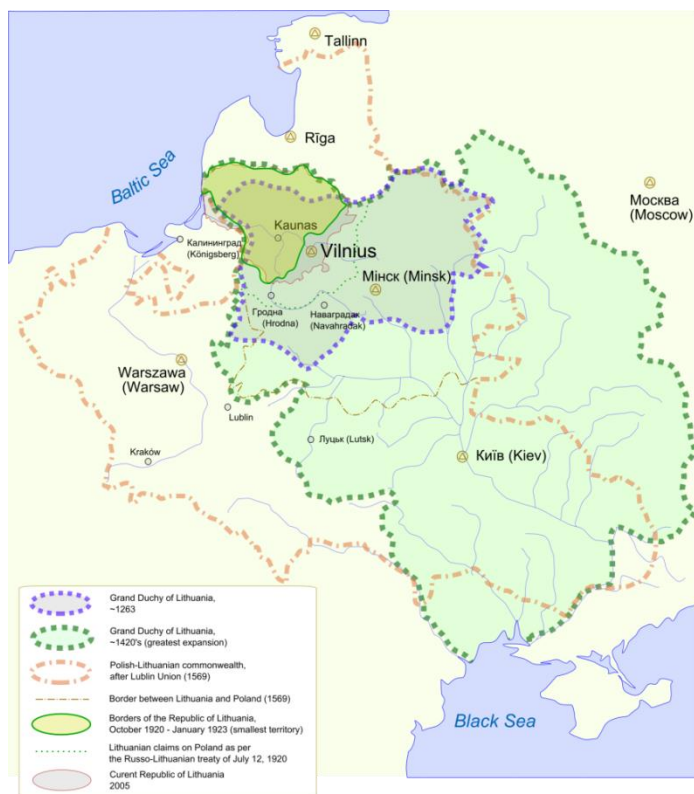 Tallinn
Rīga
Baltic Sea
Москва
(Moscow)
Kaunas
Калининград
(Königsberg)
Vilnius
Мінск (Minsk)
Гродна
(Hrodna)
Наваградак
(Navahradak)
Warszawa
(Warsaw)
Lublin
Луцьк (Lutsk)
Київ (Kiev)
Kraków
Grand Duchy of Lithuania,
~1263
Grand Duchy of Lithuania,
~1420's (greatest expansion)
Polish-Lithuanian commonwealth,
after Lublin Union (1569)
Border between Lithuania and Poland (1569)
Borders of the Republic of Lithuania,
October 1920 - January 1923 (smallest territory)
Lithuanian claims on Poland as per
the Russo-Lithuanian treaty of July 12, 1920
Curent Republic of Lithuania
2005
Black Sea